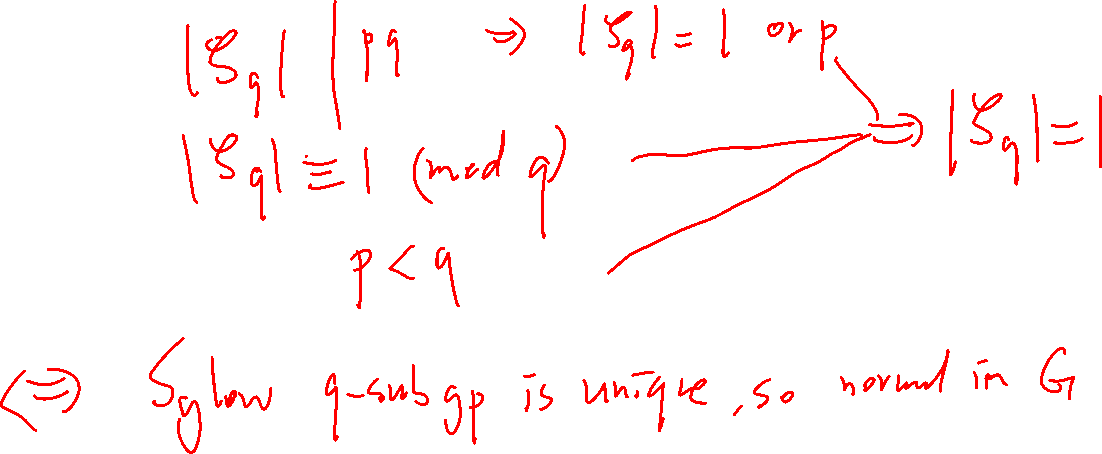 |𝒮_q| | pq ⇒ |𝒮_q| = 1 or p
|𝒮_q| ≡ 1 (mod q) ⇒ |𝒮_q| = 1
p < q
⇔ Sylow q-subgp is unique, so normal in G